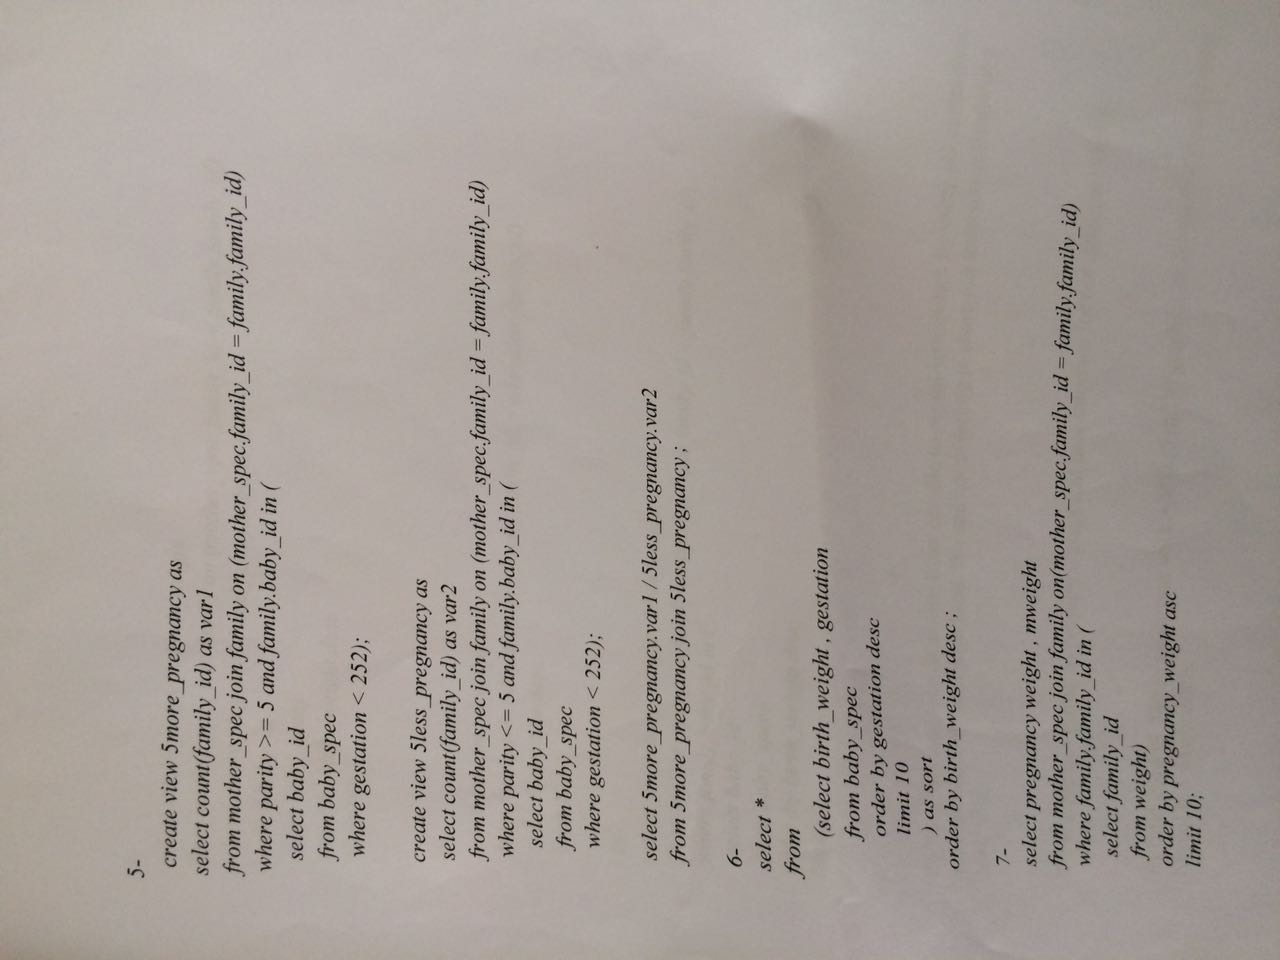 5-
create view 5more_pregnancy as
select count(family_id) as var1
from mother_spec join family on (mother_spec.family_id = family.family_id)
where parity >= 5 and family.baby_id in (
select baby_id
from baby_spec
where gestation < 252);
create view 5less_pregnancy as
select count(family_id) as var2
from mother_spec join family on (mother_spec.family_id = family.family_id)
where parity <= 5 and family.baby_id in (
select baby_id
from baby_spec
where gestation < 252);
select 5more_pregnancy.var1 / 5less_pregnancy.var2
from 5more_pregnancy join 5less_pregnancy ;
6-
select *
from
(select birth_weight , gestation
from baby_spec
order by gestation desc
limit 10
) as sort
order by birth_weight desc ;
7-
select pregnancy weight , mweight
from mother_spec join family on(mother_spec.family_id = family.family_id)
where family.family_id in (
select family_id
from weight)
order by pregnancy_weight asc
limit 10;